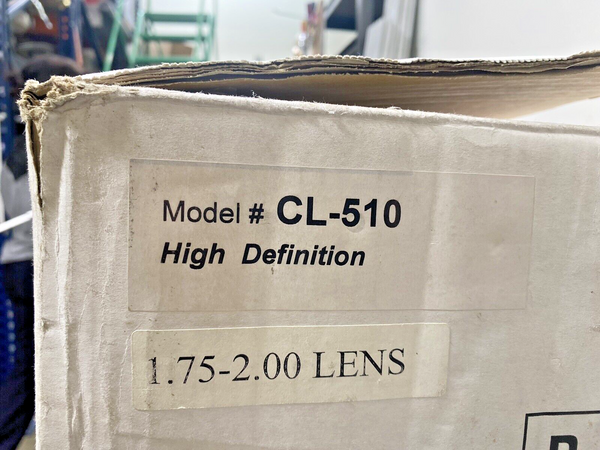 Model # CL-510
High Definition
1.75-2.00 LENS